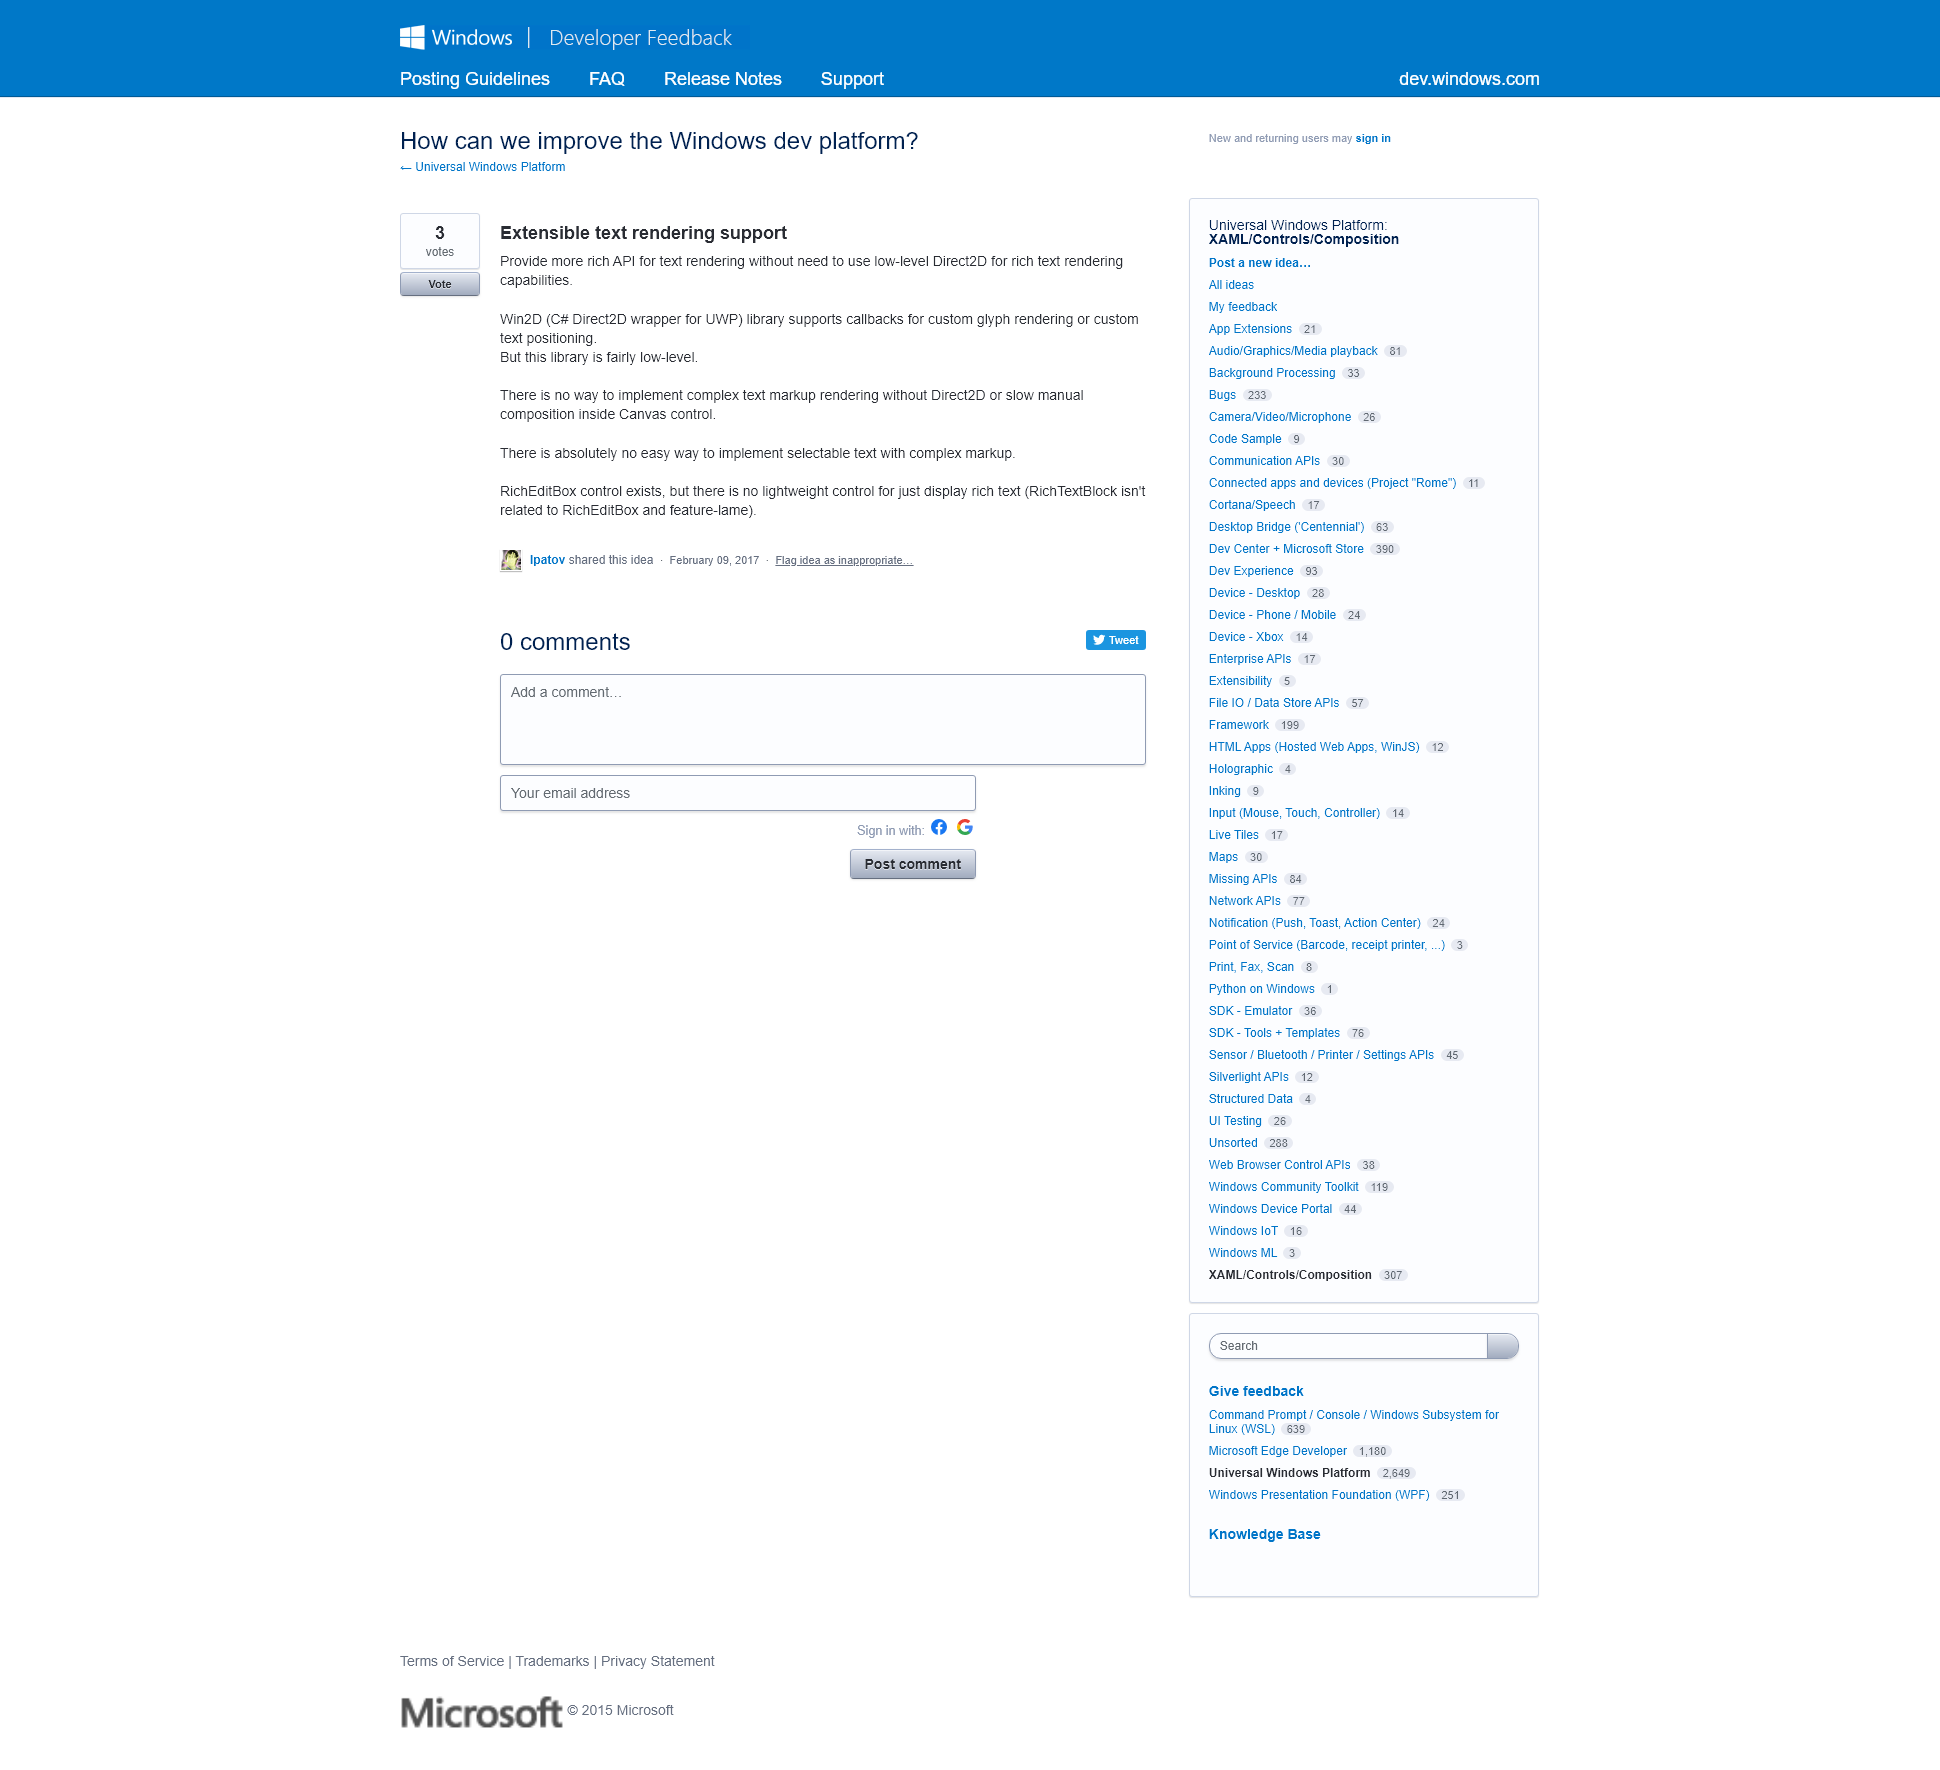 Windows | Developer Feedback
Posting Guidelines FAQ Release Notes Support dev.windows.com
How can we improve the Windows dev platform?
← Universal Windows Platform
New and returning users may sign in
3
votes
Vote
Extensible text rendering support
Provide more rich API for text rendering without need to use low-level Direct2D for rich text rendering
capabilities.
Win2D (C# Direct2D wrapper for UWP) library supports callbacks for custom glyph rendering or custom
text positioning.
But this library is fairly low-level.
There is no way to implement complex text markup rendering without Direct2D or slow manual
composition inside Canvas control.
There is absolutely no easy way to implement selectable text with complex markup.
RichEditBox control exists, but there is no lightweight control for just display rich text (RichTextBlock isn't
related to RichEditBox and feature-lame).
Ipatov shared this idea · February 09, 2017 · Flag idea as inappropriate…
0 comments
Tweet
Add a comment…
Your email address
Sign in with:
Post comment
Universal Windows Platform:
XAML/Controls/Composition
Post a new idea…
All ideas
My feedback
App Extensions 21
Audio/Graphics/Media playback 81
Background Processing 33
Bugs 233
Camera/Video/Microphone 26
Code Sample 9
Communication APIs 30
Connected apps and devices (Project "Rome") 11
Cortana/Speech 17
Desktop Bridge ('Centennial') 63
Dev Center + Microsoft Store 390
Dev Experience 93
Device - Desktop 28
Device - Phone / Mobile 24
Device - Xbox 14
Enterprise APIs 17
Extensibility 5
File IO / Data Store APIs 57
Framework 199
HTML Apps (Hosted Web Apps, WinJS) 12
Holographic 4
Inking 9
Input (Mouse, Touch, Controller) 14
Live Tiles 17
Maps 30
Missing APIs 84
Network APIs 77
Notification (Push, Toast, Action Center) 24
Point of Service (Barcode, receipt printer, ...) 3
Print, Fax, Scan 8
Python on Windows 1
SDK - Emulator 36
SDK - Tools + Templates 76
Sensor / Bluetooth / Printer / Settings APIs 45
Silverlight APIs 12
Structured Data 4
UI Testing 26
Unsorted 288
Web Browser Control APIs 38
Windows Community Toolkit 119
Windows Device Portal 44
Windows IoT 16
Windows ML 3
XAML/Controls/Composition 307
Search
Give feedback
Command Prompt / Console / Windows Subsystem for
Linux (WSL) 639
Microsoft Edge Developer 1,180
Universal Windows Platform 2,649
Windows Presentation Foundation (WPF) 251
Knowledge Base
Terms of Service | Trademarks | Privacy Statement
Microsoft © 2015 Microsoft